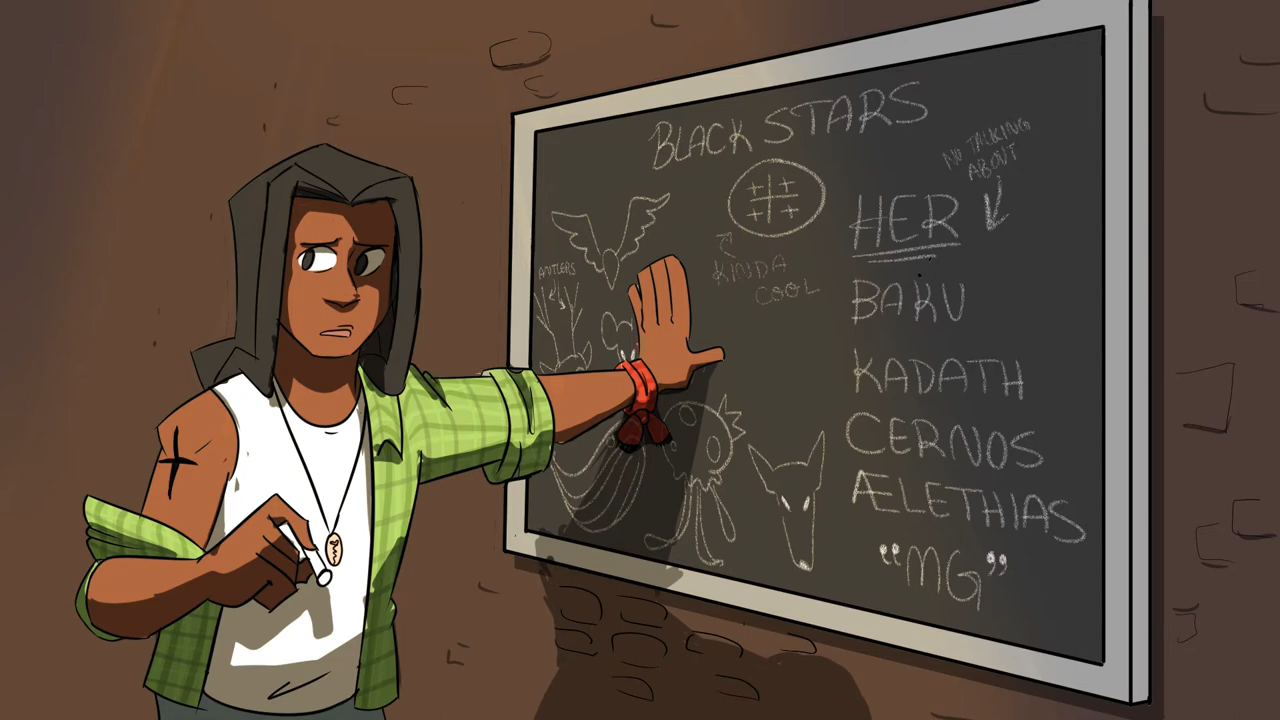 BLACK STARS
NO TALKING
ABOUT
HER
KINDA
COOL
ANTLERS
BAKU
KADATH
CERNOS
ÆLETHIAS
“MG”